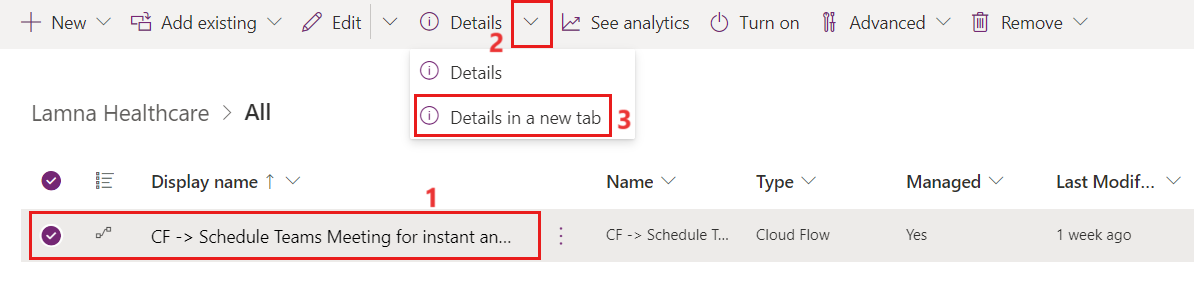 New Add existing Edit Details See analytics Turn on Advanced Remove
2
Details
Details in a new tab 3
Lamna Healthcare > All
Display name ↑ Name Type Managed Last Modif...
1
CF -> Schedule Teams Meeting for instant an... CF -> Schedule T... Cloud Flow Yes 1 week ago